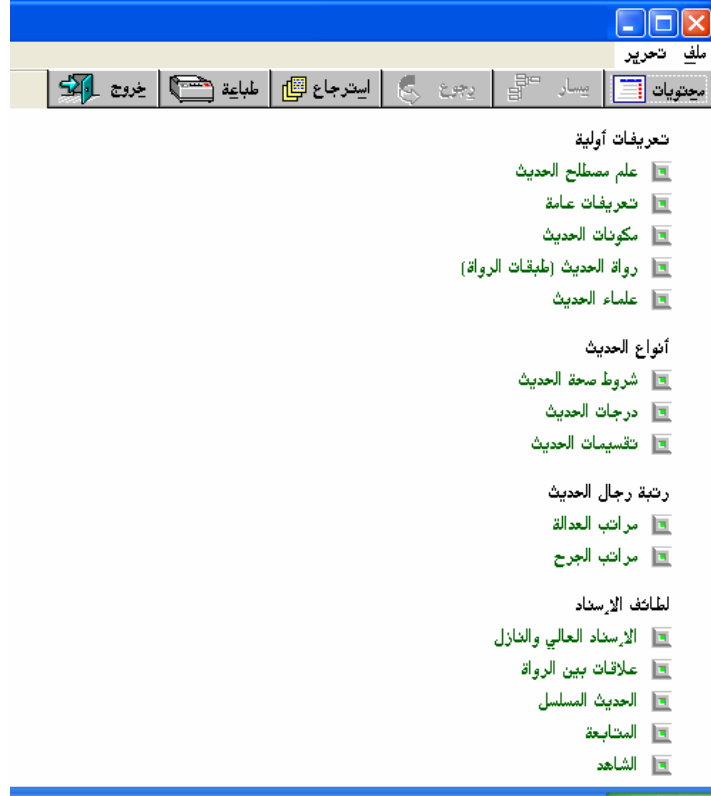 ملف تحرير
محتويات مسار رجوع استرجاع طباعة خروج
تعريفات أولية
علم مصطلح الحديث
تعريفات عامة
مكونات الحديث
رواة الحديث (طبقات الرواة)
علماء الحديث
أنواع الحديث
شروط صحة الحديث
درجات الحديث
تقسيمات الحديث
رتبة رجال الحديث
مراتب العدالة
مراتب الجرح
لطائف الإسناد
الإسناد العالي والنازل
علاقات بين الرواة
الحديث المسلسل
المتابعة
الشاهد